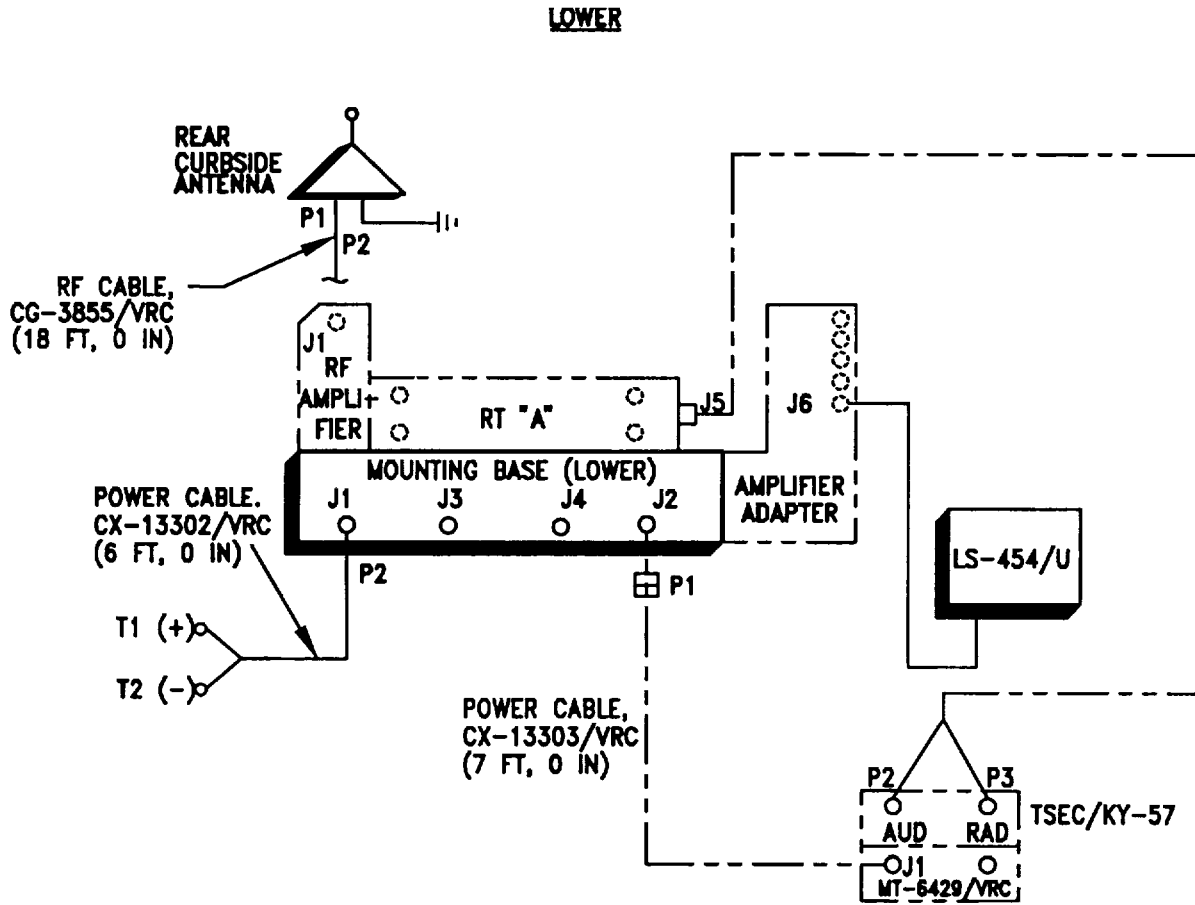 LOWER
REAR
CURBSIDE
ANTENNA
P1
P2
RF CABLE,
CG-3855/VRC
(18 FT, 0 IN)
J1
RF
AMPLI-
FIER
RT "A"
J5
J6
MOUNTING BASE (LOWER)
J1 J3 J4 J2
AMPLIFIER
ADAPTER
POWER CABLE.
CX-13302/VRC
(6 FT, 0 IN)
P2
P1
LS-454/U
T1 (+)
T2 (-)
POWER CABLE,
CX-13303/VRC
(7 FT, 0 IN)
P2 P3
TSEC/KY-57
AUD RAD
J1
MT-6429/VRC